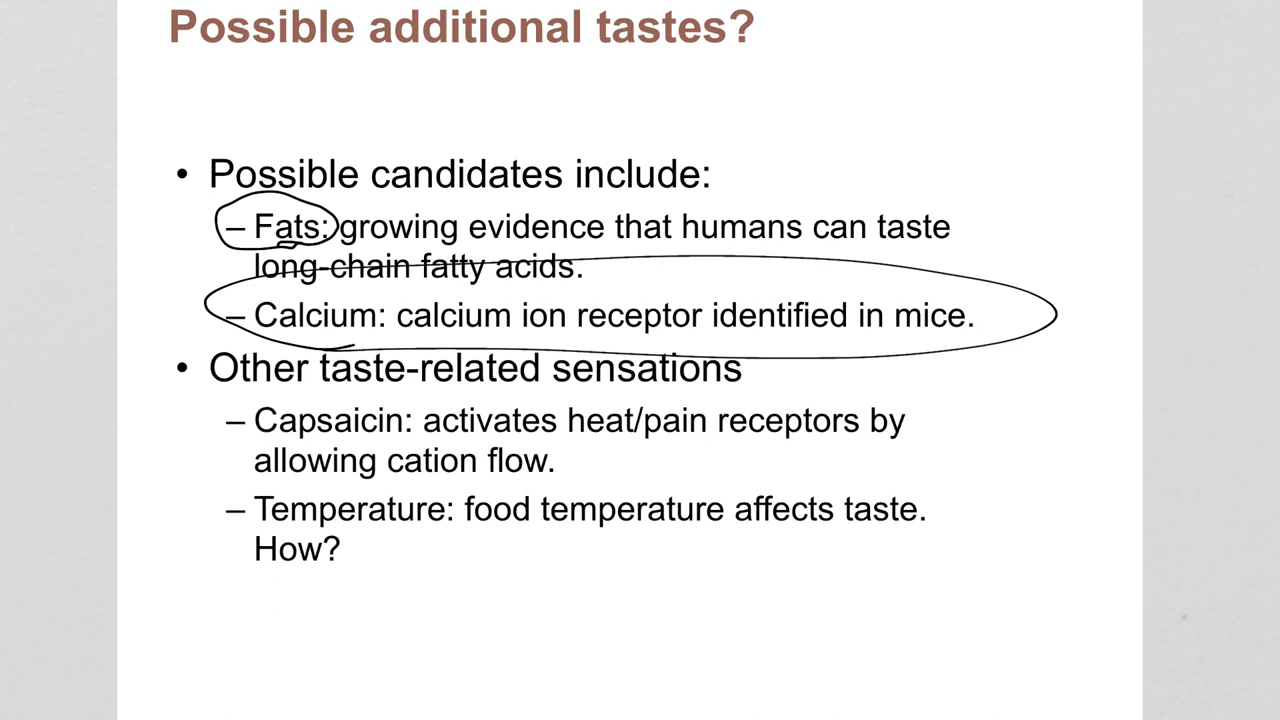 Possible additional tastes?
• Possible candidates include:
– Fats: growing evidence that humans can taste
long-chain fatty acids.
– Calcium: calcium ion receptor identified in mice.
• Other taste-related sensations
– Capsaicin: activates heat/pain receptors by
allowing cation flow.
– Temperature: food temperature affects taste.
How?